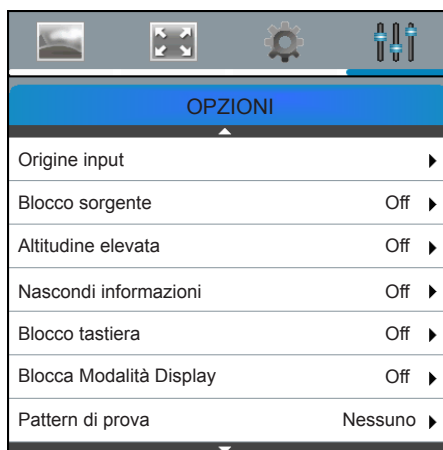 OPZIONI
Origine input
Blocco sorgente Off
Altitudine elevata Off
Nascondi informazioni Off
Blocco tastiera Off
Blocca Modalità Display Off
Pattern di prova Nessuno